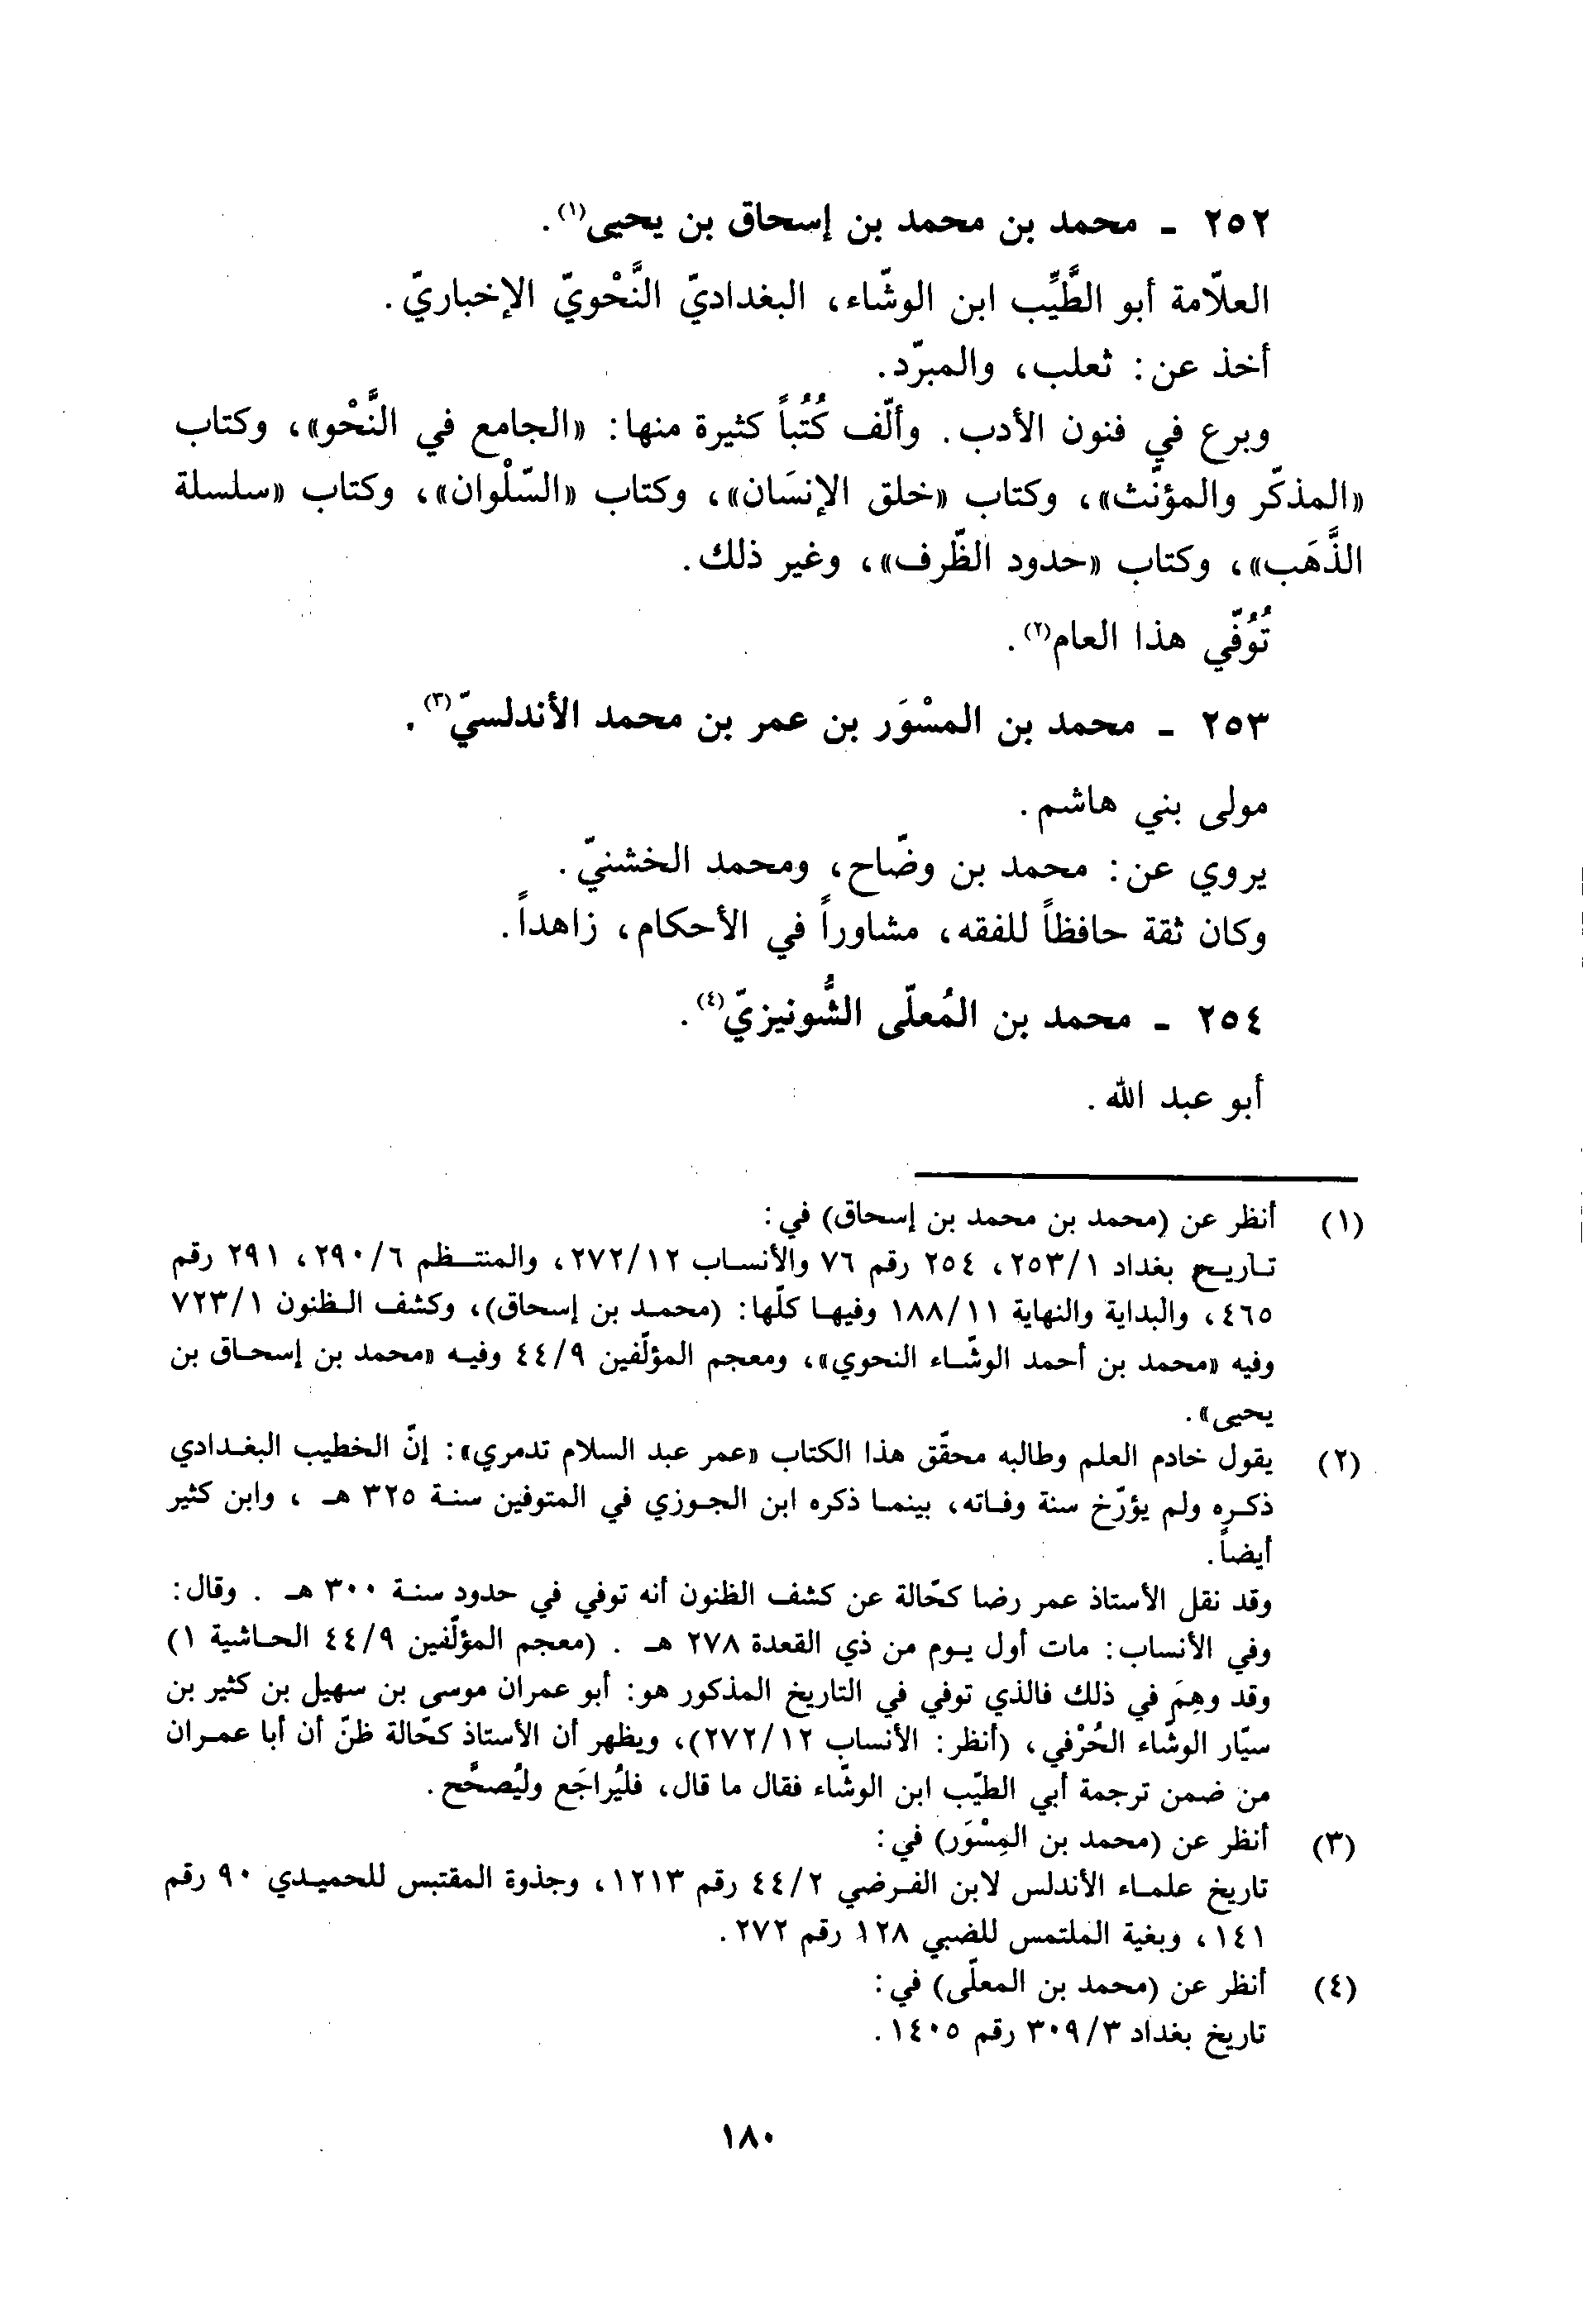 ٢٥٢ - محمد بن محمد بن إسحاق بن يحيى(١).
العلّامة أبو الطَّيِّب ابن الوشّاء، البغداديّ النَّحْويّ الإخباريّ.
أخذ عن: ثعلب، والمبرّد.
وبرع في فنون الأدب. وألّف كُتُباً كثيرة منها: «الجامع في النَّحْو»، وكتاب
«المذكّر والمؤنّث»، وكتاب «خلق الإنسَان»، وكتاب «السّلْوان»، وكتاب «سلسلة
الذَّهَب»، وكتاب «حدود الظّرف»، وغير ذلك.
تُوُفّي هذا العام(٢).
٢٥٣ - محمد بن المسْوَر بن عمر بن محمد الأندلسيّ(٣).
مولى بني هاشم.
يروي عن: محمد بن وضّاح، ومحمد الخشنيّ.
وكان ثقة حافظاً للفقه، مشاوراً في الأحكام، زاهداً.
٢٥٤ - محمد بن المُعلّى الشُّونيزيّ(٤).
أبو عبد الله.
(١) أنظر عن (محمد بن محمد بن إسحاق) في:
تاريخ بغداد ٢٥٣/١، ٢٥٤ رقم ٧٦ والأنساب ٢٧٢/١٢، والمنتظم ٢٩٠/٦، ٢٩١ رقم
٤٦٥، والبداية والنهاية ١٨٨/١١ وفيها كلّها: (محمد بن إسحاق)، وكشف الظنون ٧٢٣/١
وفيه «محمد بن أحمد الوشّاء النحوي»، ومعجم المؤلّفين ٤٤/٩ وفيه «محمد بن إسحاق بن
يحيى».
(٢) يقول خادم العلم وطالبه محقّق هذا الكتاب «عمر عبد السلام تدمري»: إنّ الخطيب البغدادي
ذكره ولم يؤرّخ سنة وفاته، بينما ذكره ابن الجوزي في المتوفين سنة ٣٢٥ هـ ، وابن كثير
أيضاً.
وقد نقل الأستاذ عمر رضا كحّالة عن كشف الظنون أنه توفي في حدود سنة ٣٠٠ هـ . وقال:
وفي الأنساب: مات أول يوم من ذي القعدة ٢٧٨ هـ . (معجم المؤلّفين ٤٤/٩ الحاشية ١)
وقد وهِمَ في ذلك فالذي توفي في التاريخ المذكور هو: أبو عمران موسى بن سهيل بن كثير بن
سيّار الوشّاء الحُرْفي، (أنظر: الأنساب ٢٧٢/١٢)، ويظهر أن الأستاذ كحّالة ظنّ أن أبا عمران
من ضمن ترجمة أبي الطيّب ابن الوشّاء فقال ما قال، فليُراجَع وليُصحَّح.
(٣) أنظر عن (محمد بن المِسْوَر) في:
تاريخ علماء الأندلس لابن الفرضي ٤٤/٢ رقم ١٢١٣، وجذوة المقتبس للحميدي ٩٠ رقم
١٤١، وبغية الملتمس للضبي ١٢٨ رقم ٢٧٢.
(٤) أنظر عن (محمد بن المعلّى) في:
تاريخ بغداد ٣٠٩/٣ رقم ١٤٠٥.
١٨٠